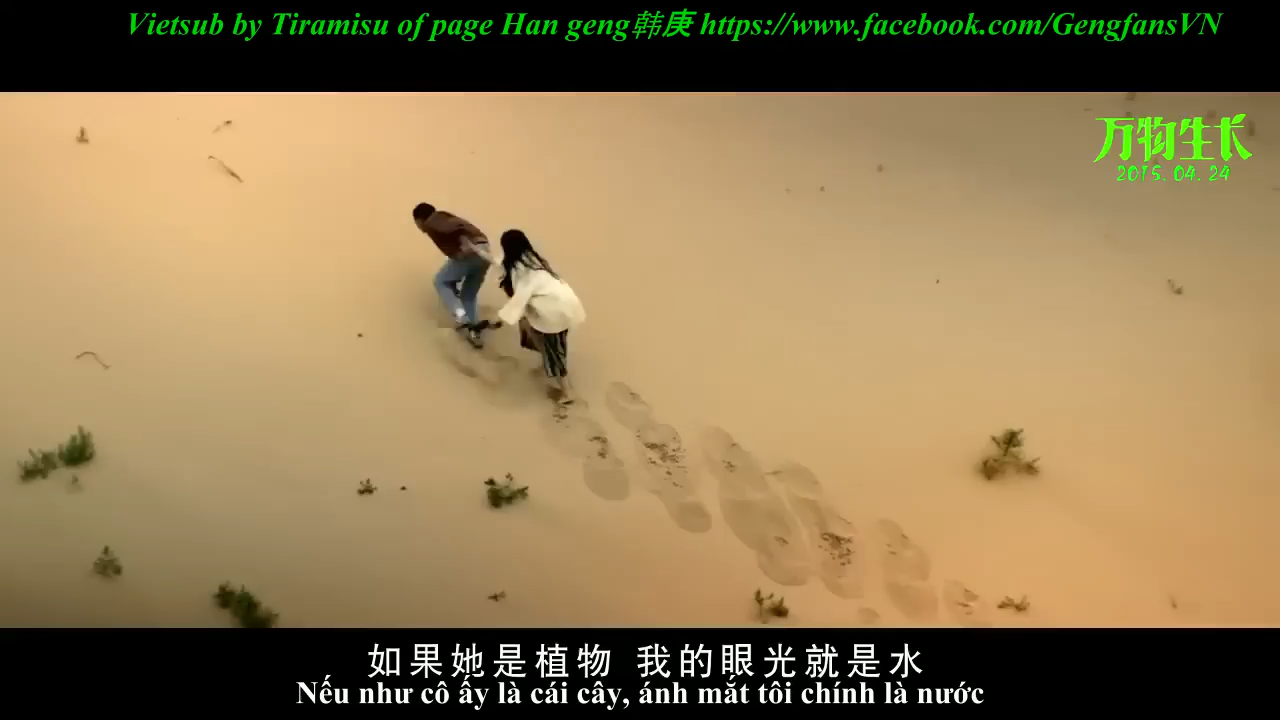 Vietsub by Tiramisu of page Han geng韩庚 https://www.facebook.com/GengfansVN
万物生长
2015.04.24
如果她是植物 我的眼光就是水
Nếu như cô ấy là cái cây, ánh mắt tôi chính là nước